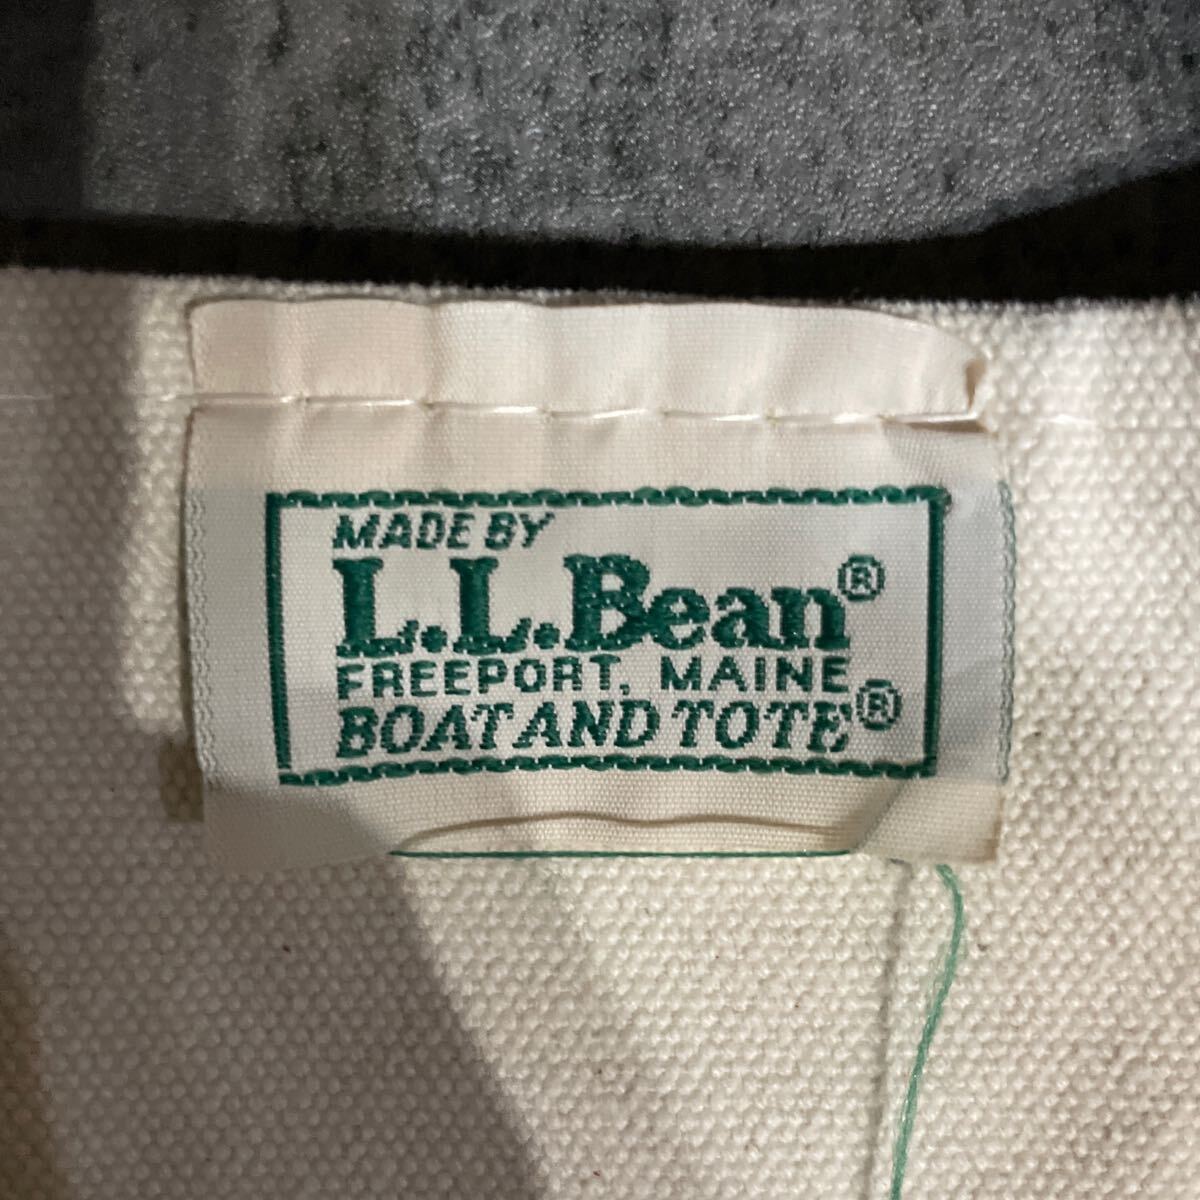 MADE BY
L.L.Bean®
FREEPORT, MAINE
BOAT AND TOTE®